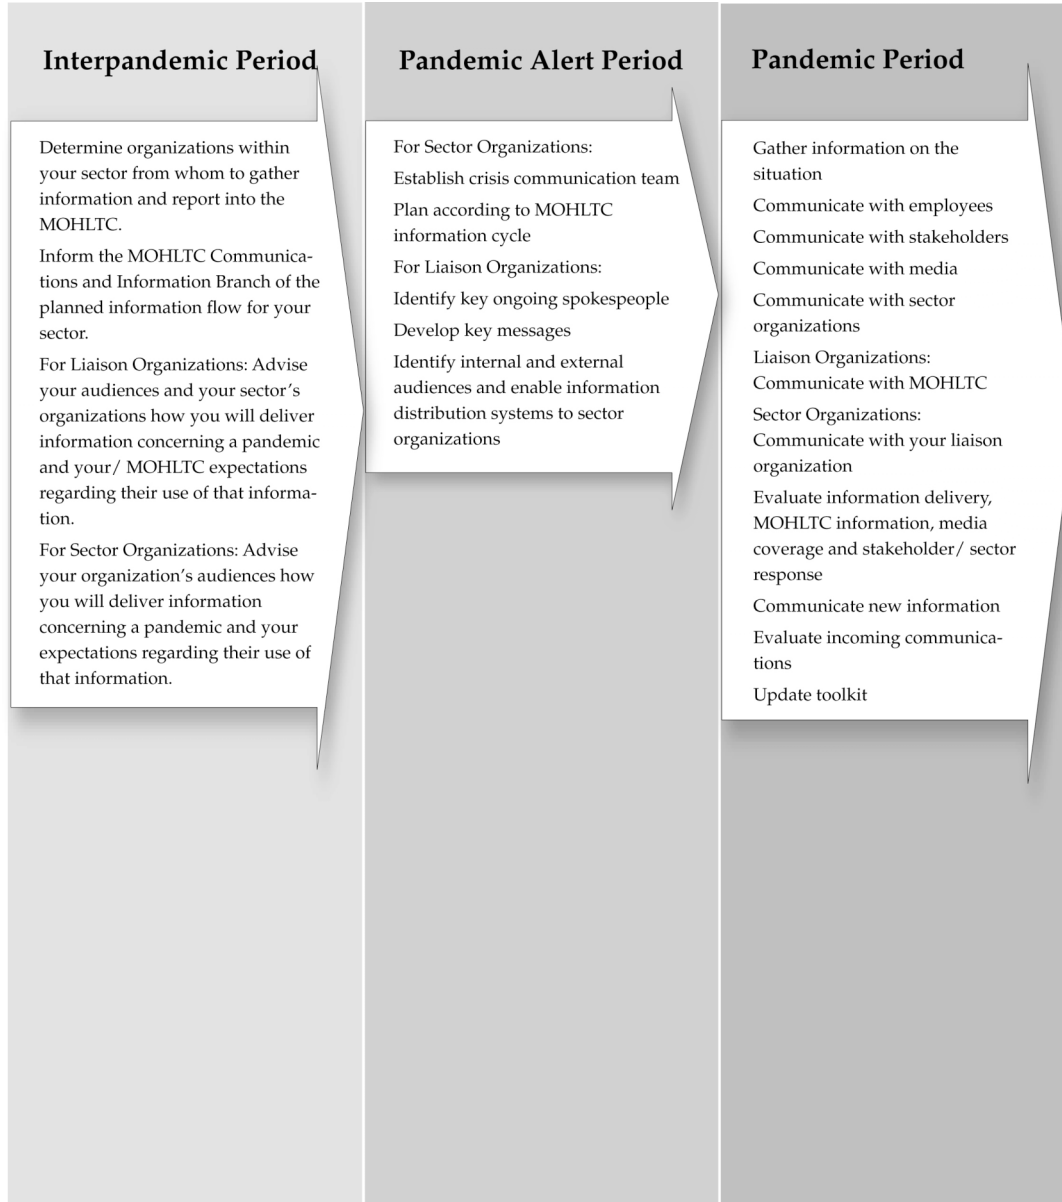 Interpandemic Period
Determine organizations within
your sector from whom to gather
information and report into the
MOHLTC.
Inform the MOHLTC Communica-
tions and Information Branch of the
planned information flow for your
sector.
For Liaison Organizations: Advise
your audiences and your sector's
organizations how you will deliver
information concerning a pandemic
and your/ MOHLTC expectations
regarding their use of that informa-
tion.
For Sector Organizations: Advise
your organization's audiences how
you will deliver information
concerning a pandemic and your
expectations regarding their use of
that information.
Pandemic Alert Period
For Sector Organizations:
Establish crisis communication team
Plan according to MOHLTC
information cycle
For Liaison Organizations:
Identify key ongoing spokespeople
Develop key messages
Identify internal and external
audiences and enable information
distribution systems to sector
organizations
Pandemic Period
Gather information on the
situation
Communicate with employees
Communicate with stakeholders
Communicate with media
Communicate with sector
organizations
Liaison Organizations:
Communicate with MOHLTC
Sector Organizations:
Communicate with your liaison
organization
Evaluate information delivery,
MOHLTC information, media
coverage and stakeholder/ sector
response
Communicate new information
Evaluate incoming communica-
tions
Update toolkit